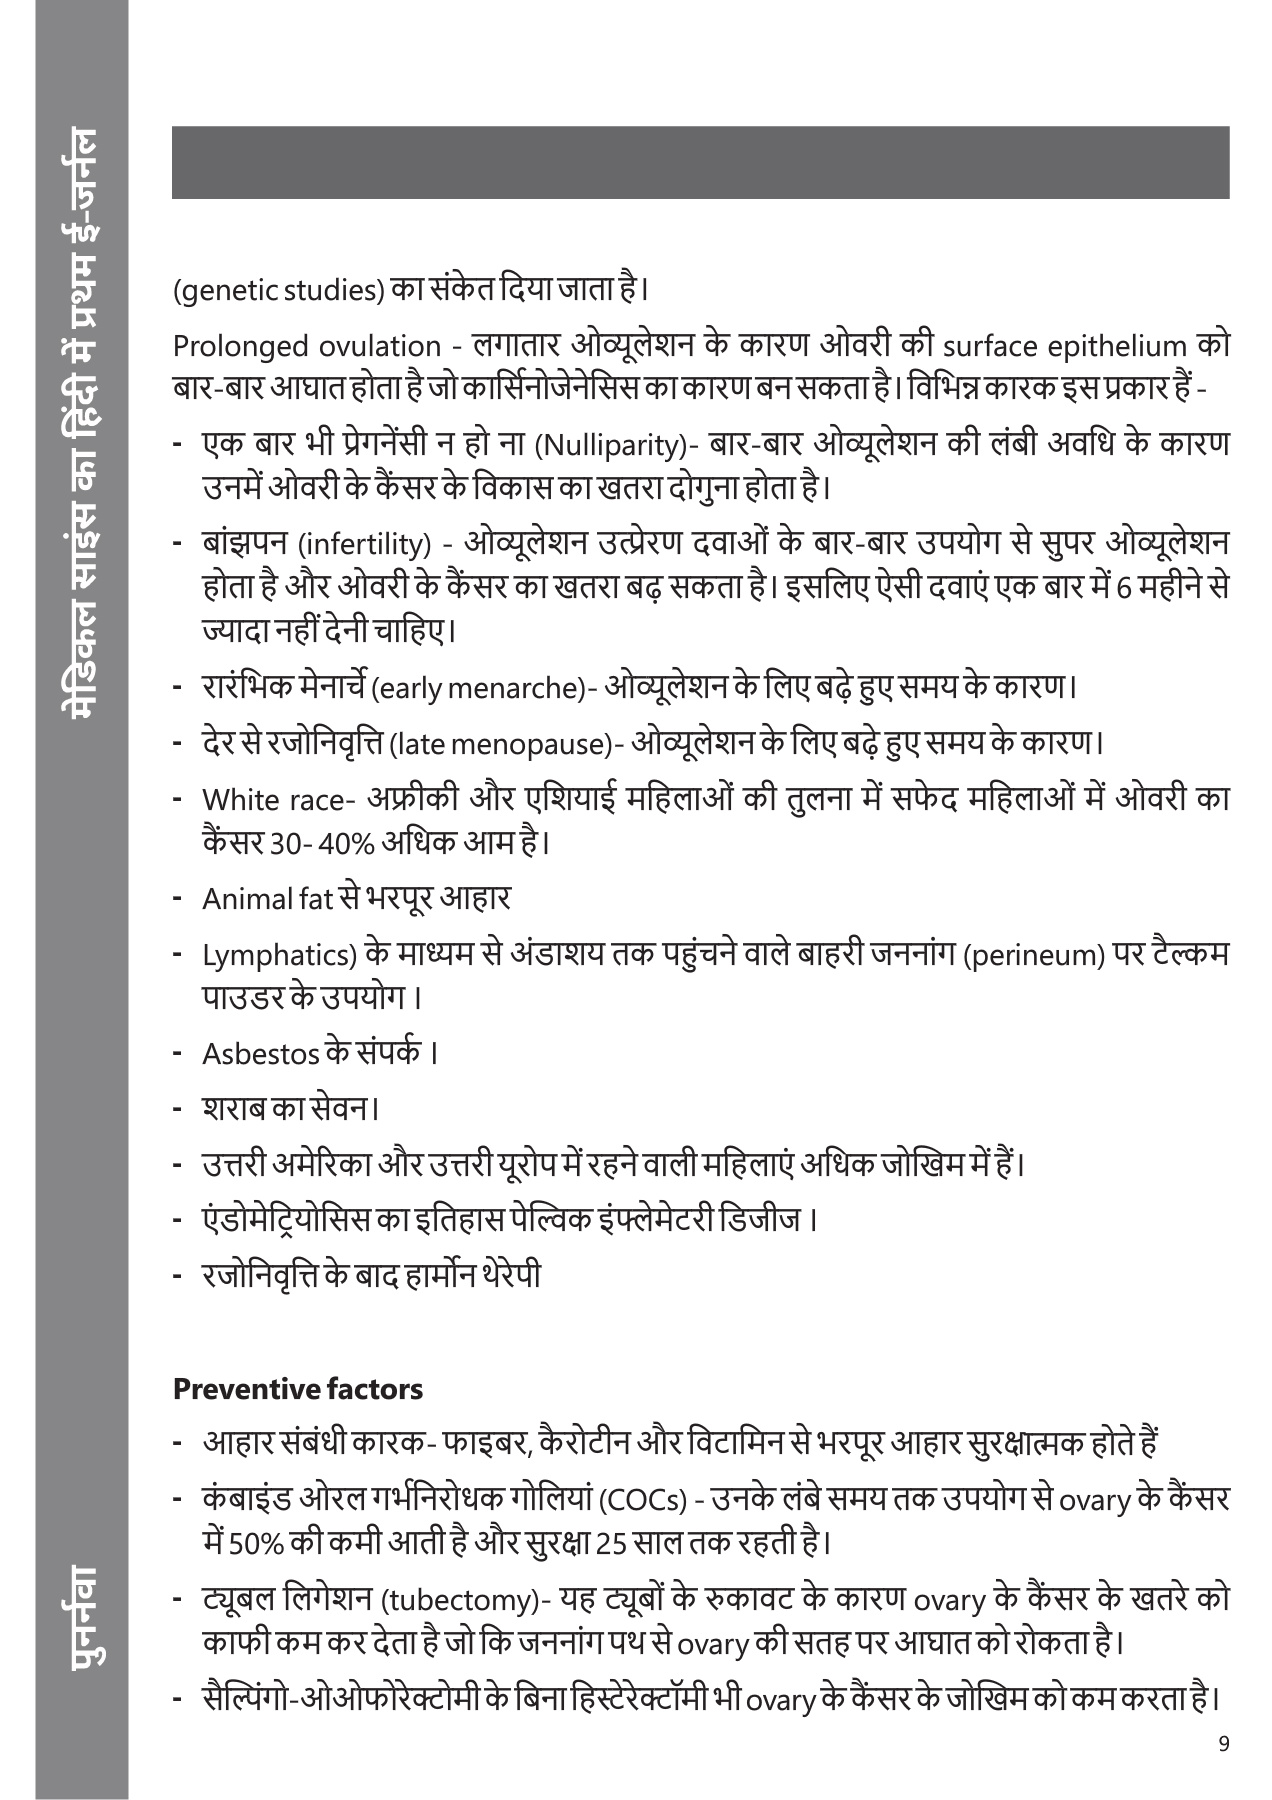 मेडिकल साइंस का हिंदी में प्रथम ई-जर्नल
(genetic studies) का संकेत दिया जाता है।
Prolonged ovulation - लगातार ओव्यूलेशन के कारण ओवरी की surface epithelium को
बार-बार आघात होता है जो कार्सिनोजेनेसिस का कारण बन सकता है। विभिन्न कारक इस प्रकार हैं -
- एक बार भी प्रेगनेंसी न हो ना (Nulliparity)- बार-बार ओव्यूलेशन की लंबी अवधि के कारण
उनमें ओवरी के कैंसर के विकास का खतरा दोगुना होता है।
- बांझपन (infertility) - ओव्यूलेशन उत्प्रेरण दवाओं के बार-बार उपयोग से सुपर ओव्यूलेशन
होता है और ओवरी के कैंसर का खतरा बढ़ सकता है। इसलिए ऐसी दवाएं एक बार में 6 महीने से
ज्यादा नहीं देनी चाहिए।
- रारंभिक मेनार्चे (early menarche)- ओव्यूलेशन के लिए बढ़े हुए समय के कारण।
- देर से रजोनिवृत्ति (late menopause)- ओव्यूलेशन के लिए बढ़े हुए समय के कारण।
- White race- अफ्रीकी और एशियाई महिलाओं की तुलना में सफेद महिलाओं में ओवरी का
कैंसर 30- 40% अधिक आम है।
- Animal fat से भरपूर आहार
- Lymphatics) के माध्यम से अंडाशय तक पहुंचने वाले बाहरी जननांग (perineum) पर टैल्कम
पाउडर के उपयोग ।
- Asbestos के संपर्क ।
- शराब का सेवन।
- उत्तरी अमेरिका और उत्तरी यूरोप में रहने वाली महिलाएं अधिक जोखिम में हैं।
- एंडोमेट्रियोसिस का इतिहास पेल्विक इंफ्लेमेटरी डिजीज ।
- रजोनिवृत्ति के बाद हार्मोन थेरेपी
Preventive factors
- आहार संबंधी कारक- फाइबर, कैरोटीन और विटामिन से भरपूर आहार सुरक्षात्मक होते हैं
- कंबाइंड ओरल गर्भनिरोधक गोलियां (COCs) - उनके लंबे समय तक उपयोग से ovary के कैंसर
में 50% की कमी आती है और सुरक्षा 25 साल तक रहती है।
- ट्यूबल लिगेशन (tubectomy)- यह ट्यूबों के रुकावट के कारण ovary के कैंसर के खतरे को
काफी कम कर देता है जो कि जननांग पथ से ovary की सतह पर आघात को रोकता है।
- सैल्पिंगो-ओओफोरेक्टोमी के बिना हिस्टेरेक्टॉमी भी ovary के कैंसर के जोखिम को कम करता है।
पुनर्नवा
9